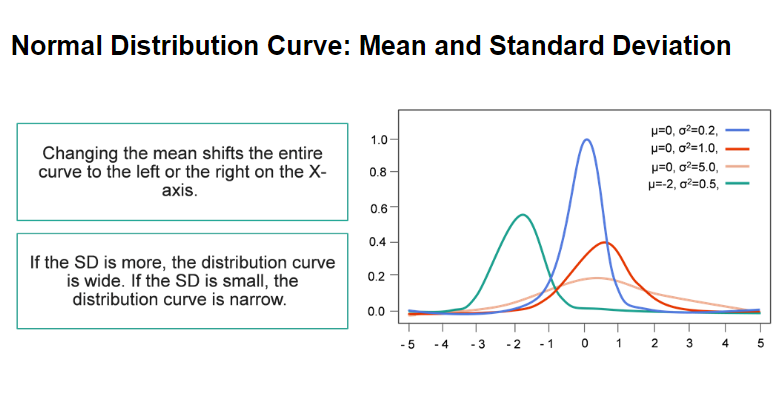 Normal Distribution Curve: Mean and Standard Deviation
Changing the mean shifts the entire
curve to the left or the right on the X-
axis.
If the SD is more, the distribution curve
is wide. If the SD is small, the
distribution curve is narrow.
μ=0, σ²=0.2,
μ=0, σ²=1.0,
μ=0, σ²=5.0,
μ=-2, σ²=0.5,
1.0
0.8
0.6
0.4
0.2
0.0
- 5 - 4 - 3 - 2 - 1 0 1 2 3 4 5